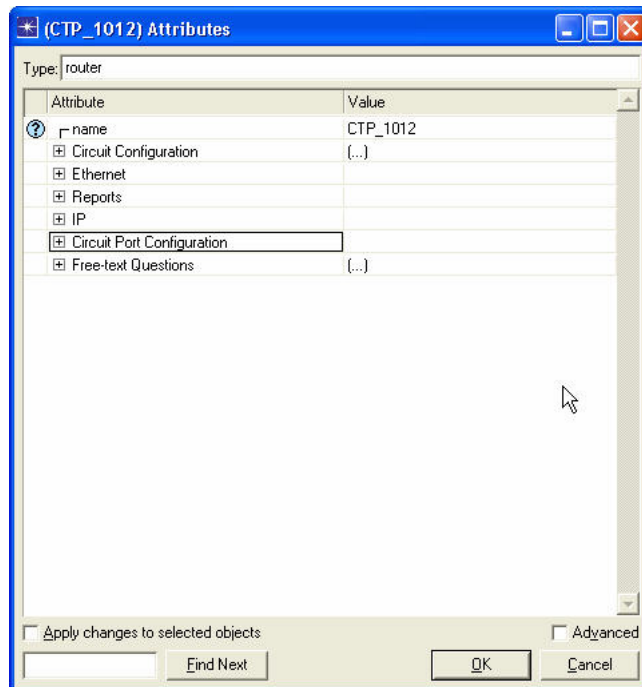 (CTP_1012) Attributes
Type: router
Attribute Value
name CTP_1012
Circuit Configuration (...)
Ethernet
Reports
IP
Circuit Port Configuration
Free-text Questions (...)
Apply changes to selected objects Advanced
Find Next OK Cancel